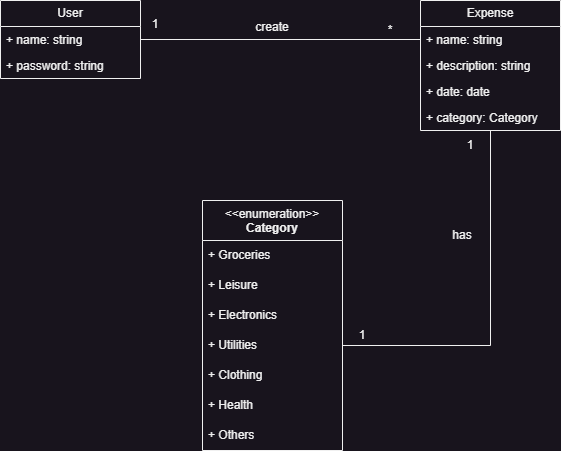 User
+ name: string
+ password: string
1
create
*
Expense
+ name: string
+ description: string
+ date: date
+ category: Category
1
has
1
<<enumeration>>
Category
+ Groceries
+ Leisure
+ Electronics
+ Utilities
+ Clothing
+ Health
+ Others